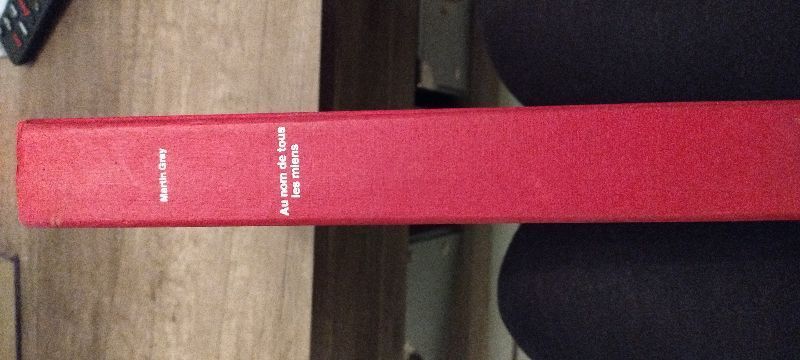 Martin Gray
Au nom de tous
les miens